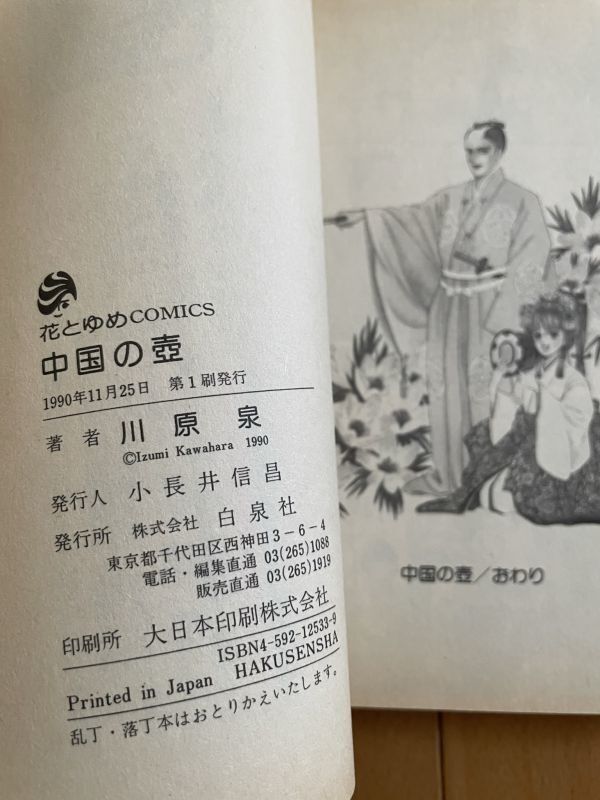 花とゆめCOMICS
中国の壺
1990年11月25日 第1刷発行
著者 川原 泉
©Izumi Kawahara 1990
発行人 小長井信昌
発行所 株式会社 白泉社
東京都千代田区西神田3-6-4
電話・編集直通 03(265)1088
販売直通 03(265)1919
印刷所 大日本印刷株式会社
ISBN4-592-12533-9
Printed in Japan HAKUSENSHA
乱丁・落丁本はおとりかえいたします。
中国の壺/おわり